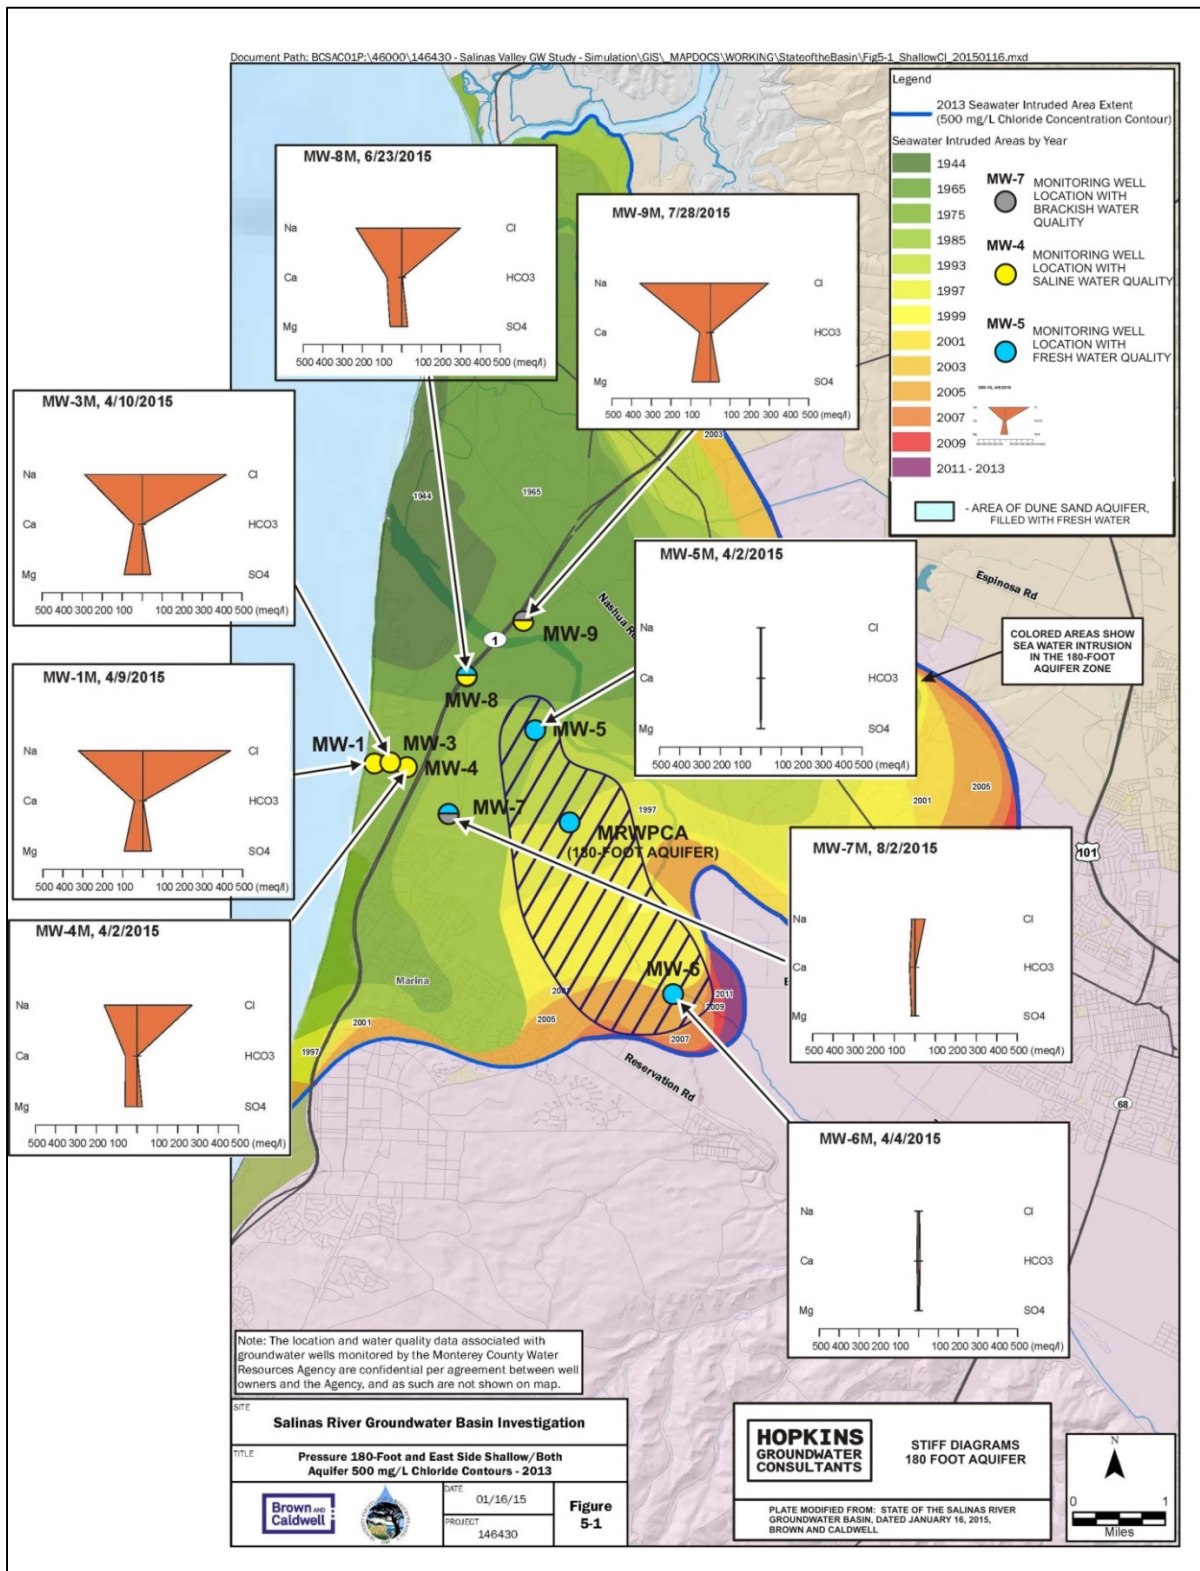 Document Path: BCSAC01P:\46000\146430 - Salinas Valley GW Study - Simulation\GIS\_MAPDOCS\WORKING\StateoftheBasin\Fig5-1_ShallowCl_20150116.mxd
Legend
2013 Seawater Intruded Area Extent
(500 mg/L Chloride Concentration Contour)
Seawater Intruded Areas by Year
1944
1965
1975
1985
1993
1997
1999
2001
2003
2005
2007
2009
2011 - 2013
MW-7
MONITORING WELL
LOCATION WITH
BRACKISH WATER
QUALITY
MW-4
MONITORING WELL
LOCATION WITH
SALINE WATER QUALITY
MW-5
MONITORING WELL
LOCATION WITH
FRESH WATER QUALITY
- AREA OF DUNE SAND AQUIFER,
FILLED WITH FRESH WATER
MW-8M, 6/23/2015
Na Cl
Ca HCO3
Mg SO4
500 400 300 200 100 100 200 300 400 500 (meq/l)
MW-9M, 7/28/2015
Na Cl
Ca HCO3
Mg SO4
500 400 300 200 100 100 200 300 400 500 (meq/l)
MW-3M, 4/10/2015
Na Cl
Ca HCO3
Mg SO4
500 400 300 200 100 100 200 300 400 500 (meq/l)
MW-5M, 4/2/2015
Na Cl
Ca HCO3
Mg SO4
500 400 300 200 100 100 200 300 400 500 (meq/l)
MW-1M, 4/9/2015
Na Cl
Ca HCO3
Mg SO4
500 400 300 200 100 100 200 300 400 500 (meq/l)
MW-7M, 8/2/2015
Na Cl
Ca HCO3
Mg SO4
500 400 300 200 100 100 200 300 400 500 (meq/l)
MW-4M, 4/2/2015
Na Cl
Ca HCO3
Mg SO4
500 400 300 200 100 100 200 300 400 500 (meq/l)
MW-6M, 4/4/2015
Na Cl
Ca HCO3
Mg SO4
500 400 300 200 100 100 200 300 400 500 (meq/l)
2003
1944
1965
Espinosa Rd
COLORED AREAS SHOW
SEA WATER INTRUSION
IN THE 180-FOOT
AQUIFER ZONE
Nashua
1
MW-9
MW-8
MW-5
MW-1
MW-3
MW-4
MW-7
1997
2001
2005
MRWPCA
(180-FOOT AQUIFER)
101
MW-6
Marina
2011
2009
2007
2005
2001
1997
Reservation Rd
68
Note: The location and water quality data associated with
groundwater wells monitored by the Monterey County Water
Resources Agency are confidential per agreement between well
owners and the Agency, and as such are not shown on map.
SITE
Salinas River Groundwater Basin Investigation
TITLE
Pressure 180-Foot and East Side Shallow/Both
Aquifer 500 mg/L Chloride Contours - 2013
Brown AND
Caldwell
DATE
01/16/15
PROJECT
146430
Figure
5-1
HOPKINS
GROUNDWATER
CONSULTANTS
STIFF DIAGRAMS
180 FOOT AQUIFER
PLATE MODIFIED FROM: STATE OF THE SALINAS RIVER
GROUNDWATER BASIN, DATED JANUARY 16, 2015,
BROWN AND CALDWELL
N
0 1
Miles